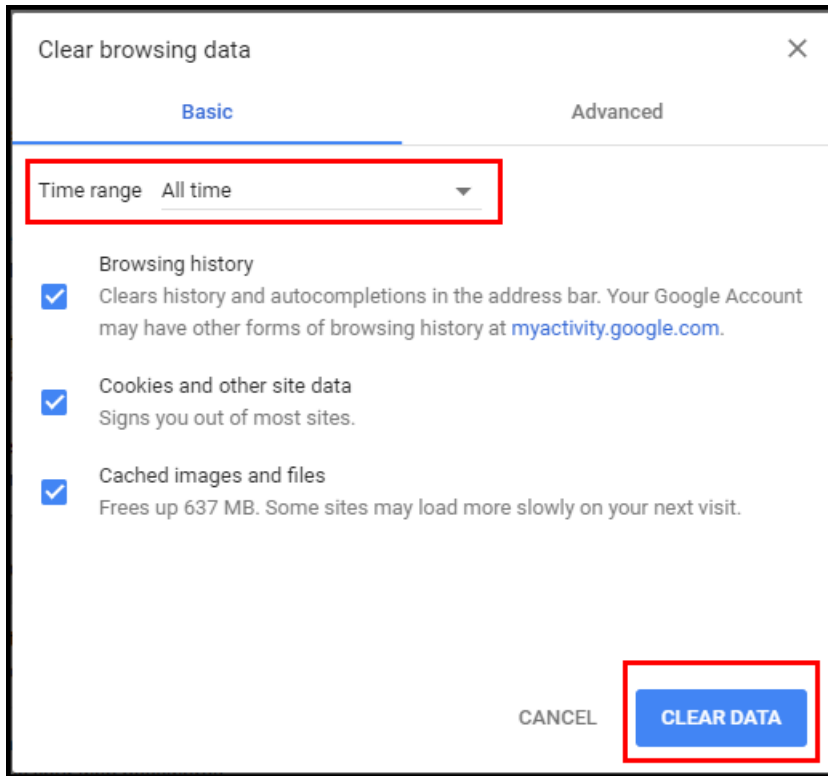 Clear browsing data
Basic
Advanced
Time range All time
Browsing history
Clears history and autocompletions in the address bar. Your Google Account
may have other forms of browsing history at myactivity.google.com.
Cookies and other site data
Signs you out of most sites.
Cached images and files
Frees up 637 MB. Some sites may load more slowly on your next visit.
CANCEL
CLEAR DATA